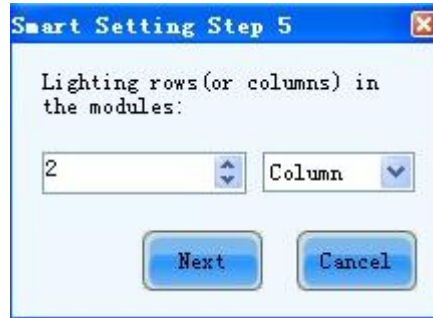 Smart Setting Step 5
Lighting rows(or columns) in
the modules:
2 Column
Next Cancel